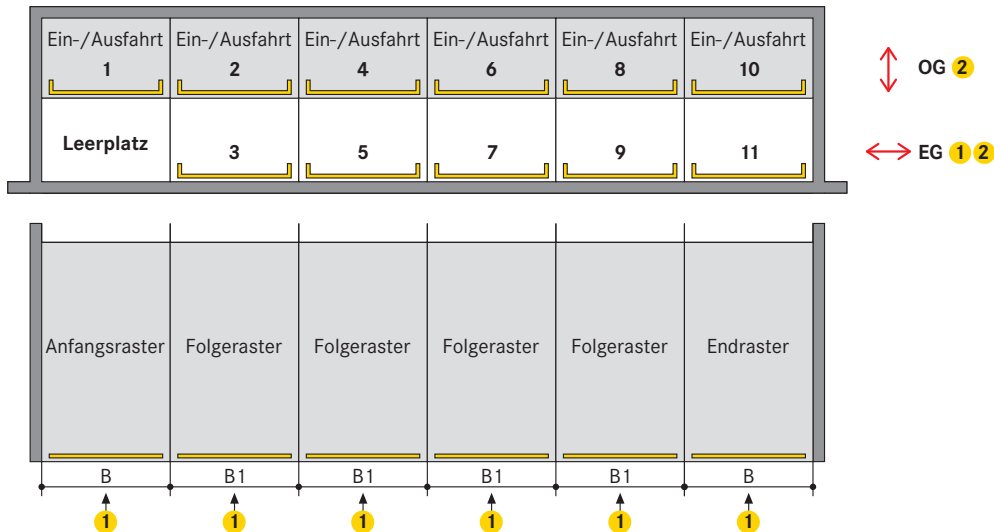 Ein-/Ausfahrt Ein-/Ausfahrt Ein-/Ausfahrt Ein-/Ausfahrt Ein-/Ausfahrt Ein-/Ausfahrt
1 2 4 6 8 10
OG 2
Leerplatz 3 5 7 9 11
EG 1 2
Anfangsraster Folgeraster Folgeraster Folgeraster Folgeraster Endraster
B B1 B1 B1 B1 B
1 1 1 1 1 1